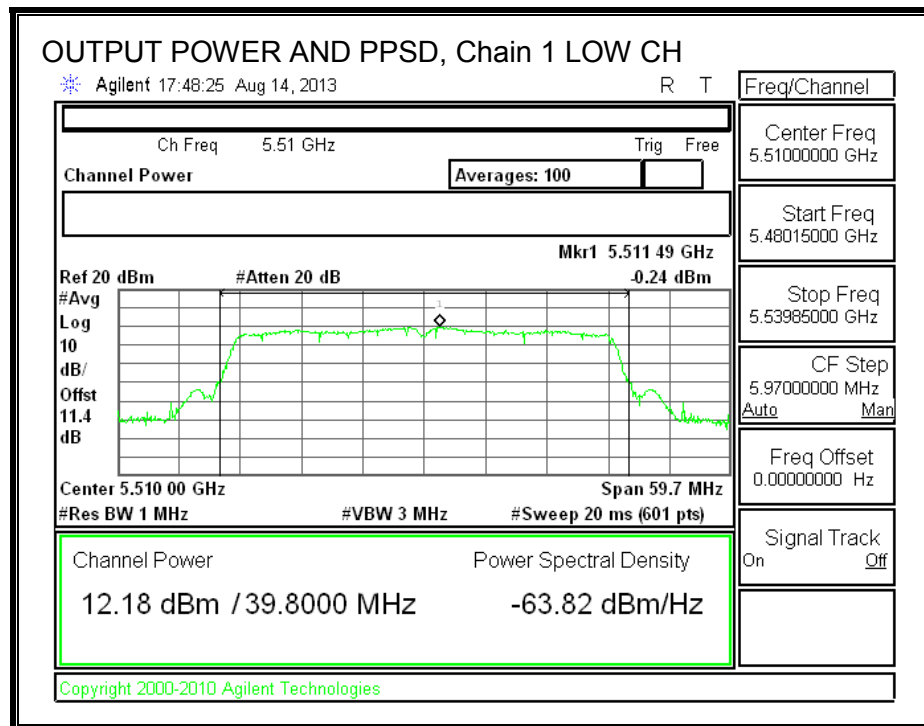 OUTPUT POWER AND PPSD, Chain 1 LOW CH
Agilent 17:48:25 Aug 14, 2013 R T
Freq/Channel
Ch Freq 5.51 GHz Trig Free
Channel Power Averages: 100
Mkr1 5.511 49 GHz
Ref 20 dBm #Atten 20 dB -0.24 dBm
#Avg
Log
10
dB/
Offst
11.4
dB
1
Center 5.510 00 GHz Span 59.7 MHz
#Res BW 1 MHz #VBW 3 MHz #Sweep 20 ms (601 pts)
Channel Power Power Spectral Density
12.18 dBm / 39.8000 MHz -63.82 dBm/Hz
Center Freq
5.51000000 GHz
Start Freq
5.48015000 GHz
Stop Freq
5.53985000 GHz
CF Step
5.97000000 MHz
Auto Man
Freq Offset
0.00000000 Hz
Signal Track
On Off
Copyright 2000-2010 Agilent Technologies